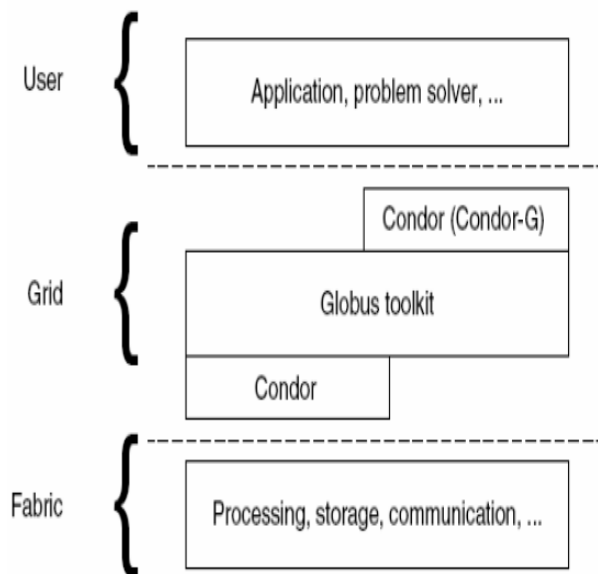 User
Application, problem solver, ...
Condor (Condor-G)
Grid
Globus toolkit
Condor
Fabric
Processing, storage, communication, ...